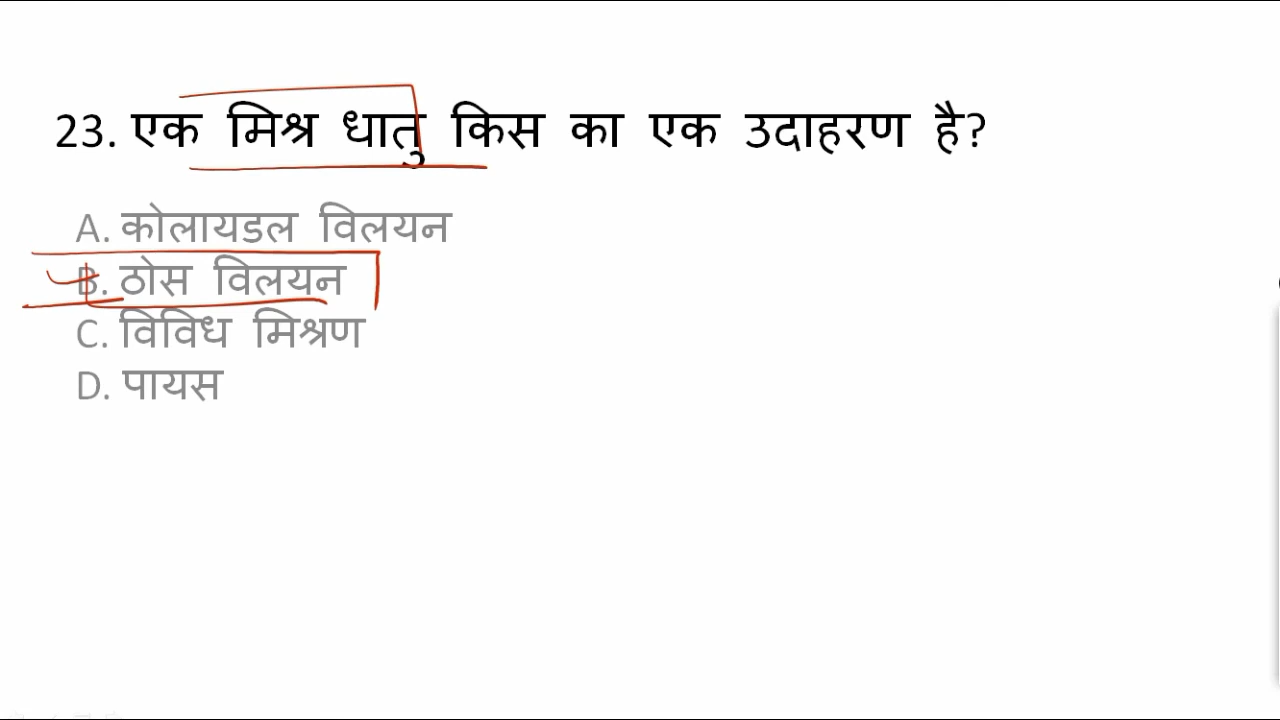 23. एक मिश्र धातु किस का एक उदाहरण है?
A. कोलायडल विलयन
B. ठोस विलयन
C. विविध मिश्रण
D. पायस